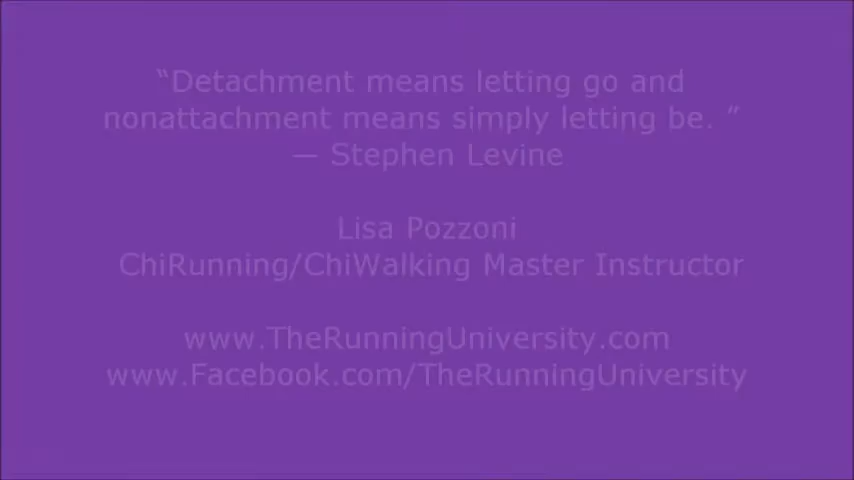 “Detachment means letting go and
nonattachment means simply letting be. ”
— Stephen Levine
Lisa Pozzoni
ChiRunning/ChiWalking Master Instructor
www.TheRunningUniversity.com
www.Facebook.com/TheRunningUniversity